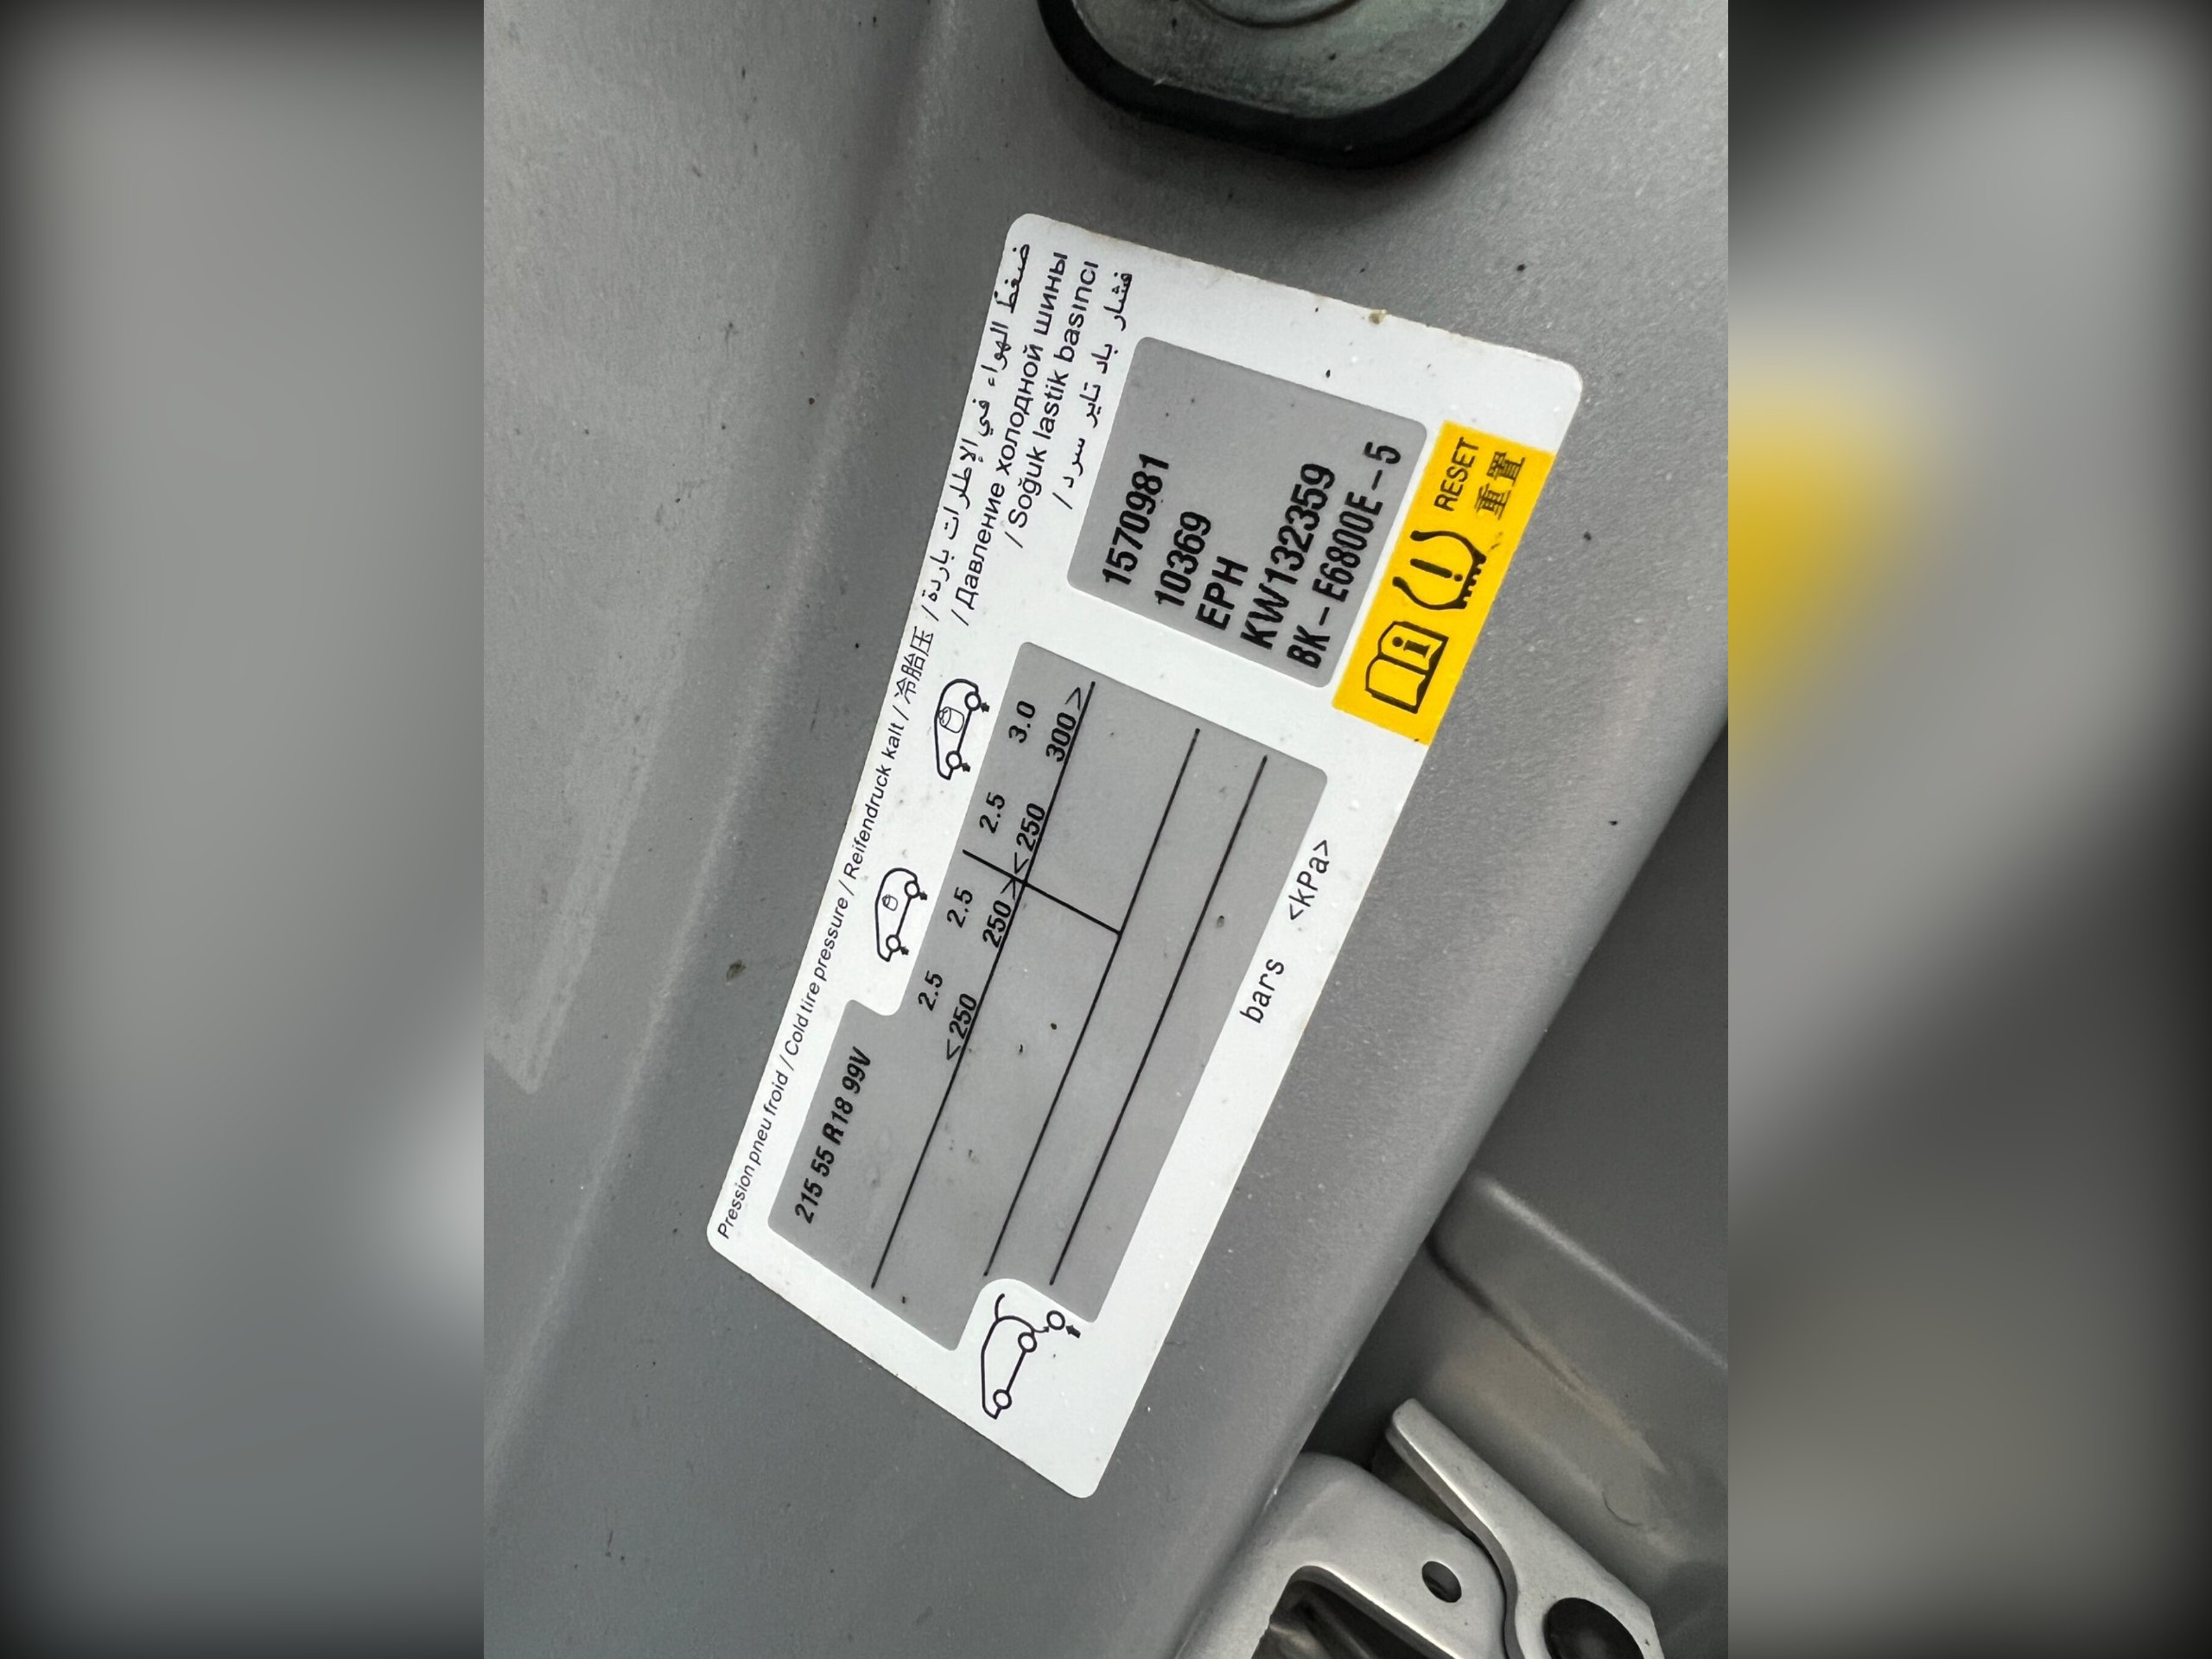 Pression pneu froid / Cold tire pressure / Reifendruck kalt / 冷胎压 / ضغط الهواء في الإطارات باردة
/ Давление холодной шины
/ Soğuk lastik basıncı
/ فشار باد تایر سرد
215 55 R18 99V
2.5 2.5 2.5 3.0
<250 250> <250 300>
bars <kPa>
1570981
10369
EPH
KW132359
BK-E6800E-5
RESET
重置